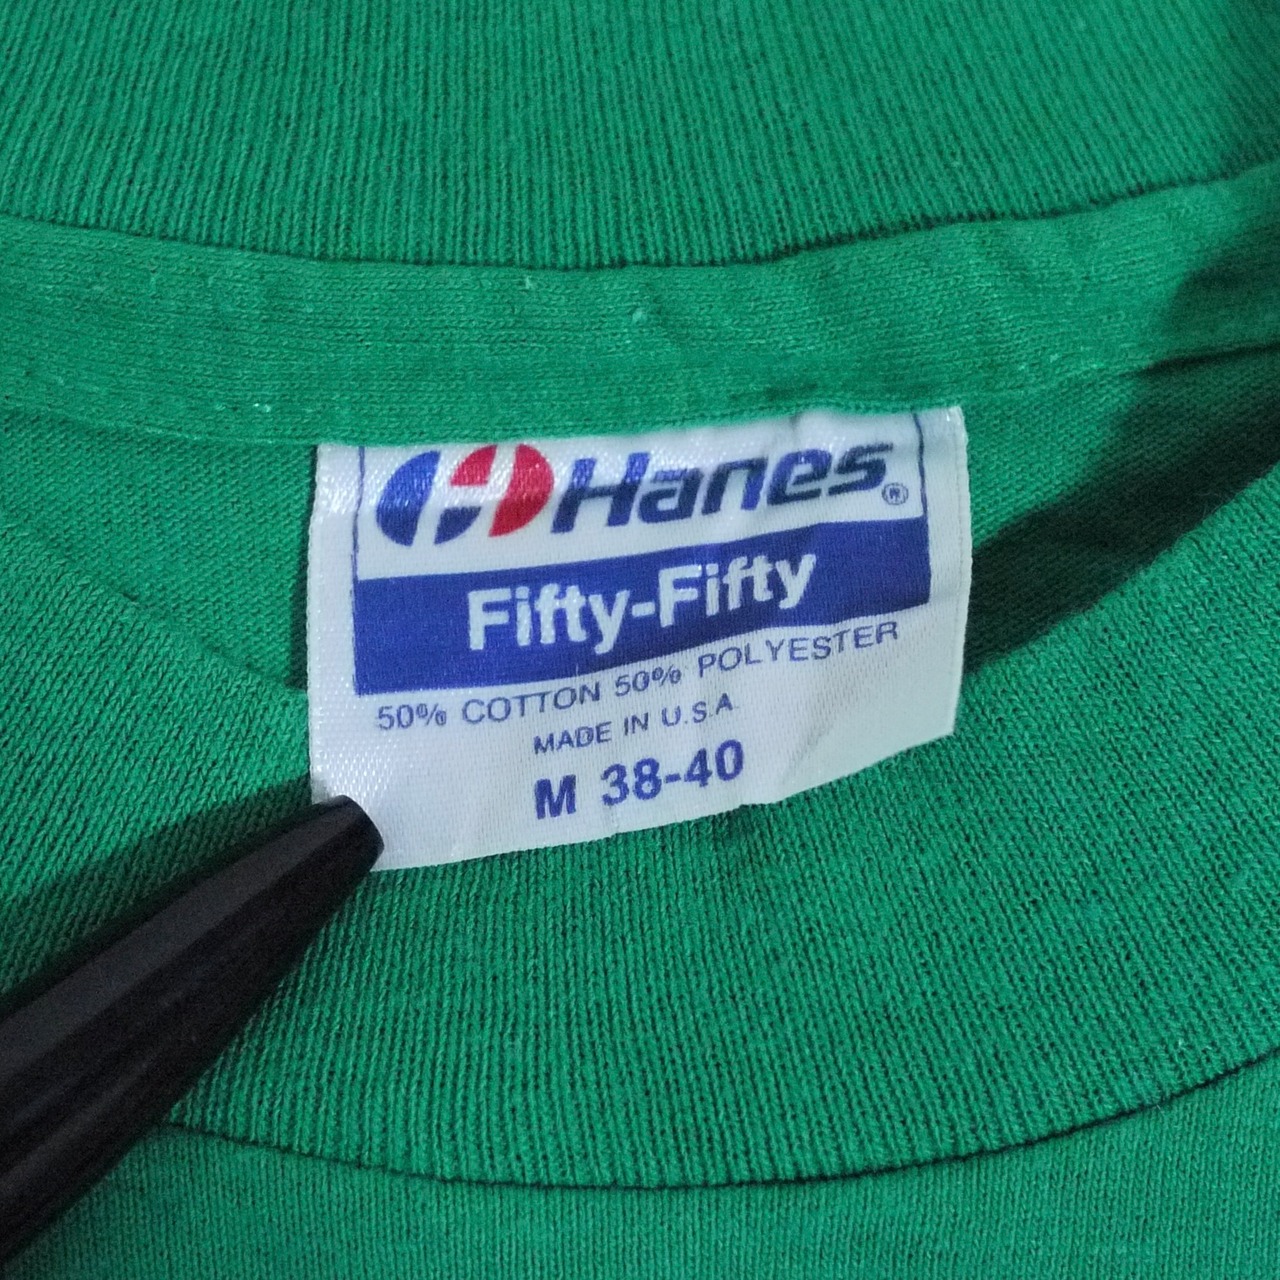 Hanes®
Fifty-Fifty
50% COTTON 50% POLYESTER
MADE IN U.S.A.
M 38-40